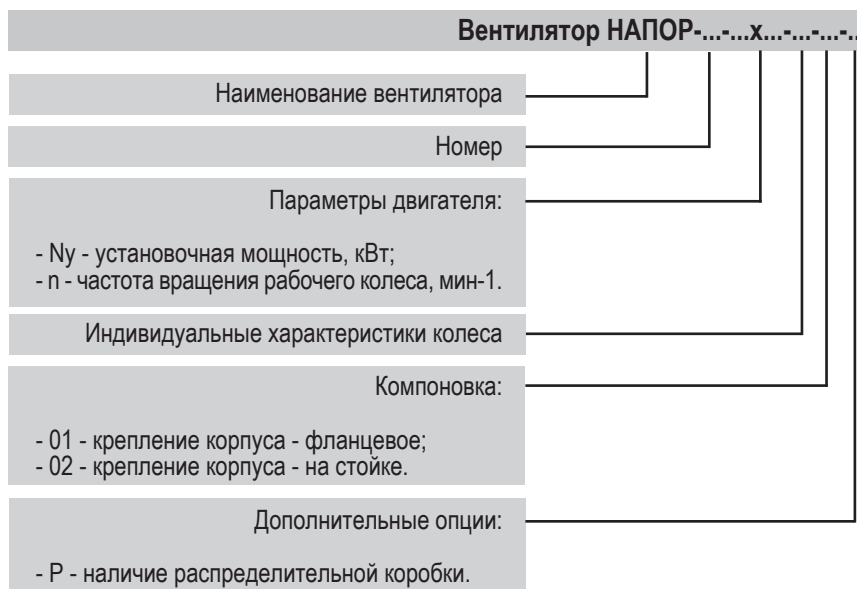 Вентилятор НАПОР-...-...х...-...-...-..
Наименование вентилятора
Номер
Параметры двигателя:
- Nу - установочная мощность, кВт;
- n - частота вращения рабочего колеса, мин-1.
Индивидуальные характеристики колеса
Компоновка:
- 01 - крепление корпуса - фланцевое;
- 02 - крепление корпуса - на стойке.
Дополнительные опции:
- Р - наличие распределительной коробки.